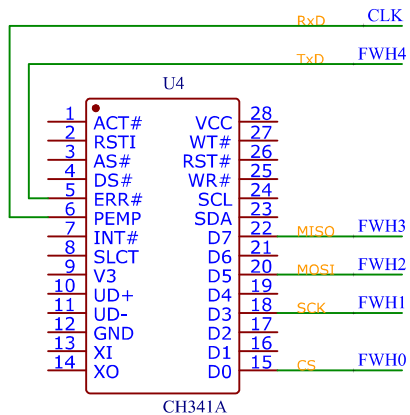 RxD CLK
TxD FWH4
U4
1 ACT# VCC 28
2 RSTI WT# 27
3 AS# RST# 26
4 DS# WR# 25
5 ERR# SCL 24
6 PEMP SDA 23
7 INT# D7 22 MISO FWH3
8 SLCT D6 21
9 V3 D5 20 MOSI FWH2
10 UD+ D4 19
11 UD- D3 18 SCK FWH1
12 GND D2 17
13 XI D1 16
14 XO D0 15 CS FWH0
CH341A